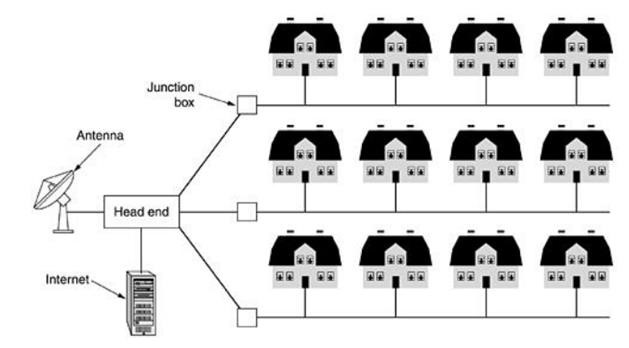 Junction
box
Antenna
Head end
Internet